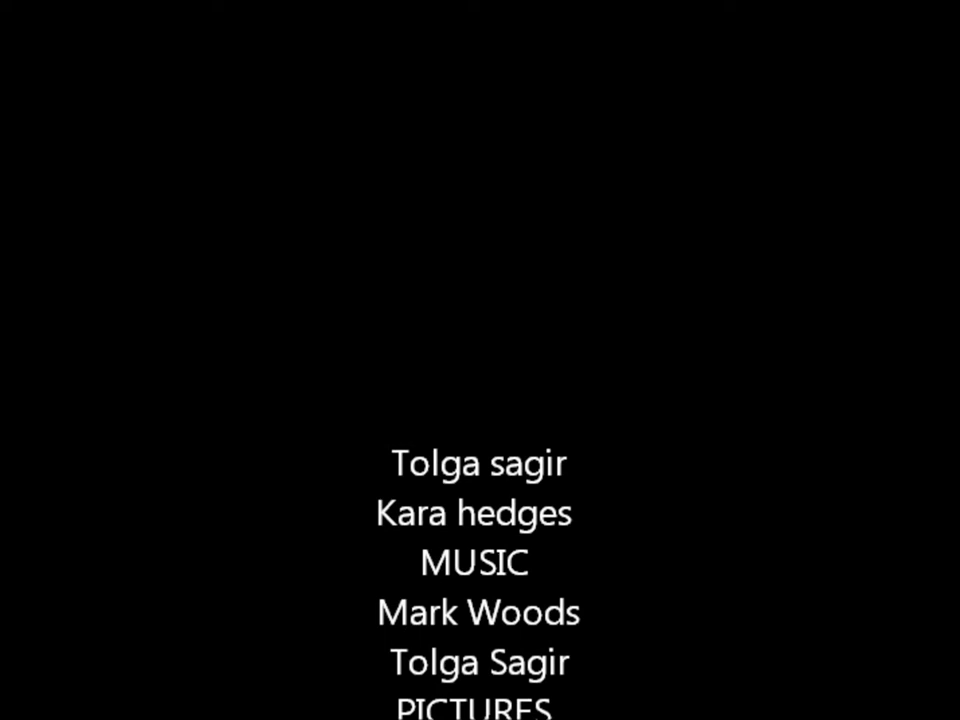 Tolga sagir
Kara hedges
MUSIC
Mark Woods
Tolga Sagir
PICTURES